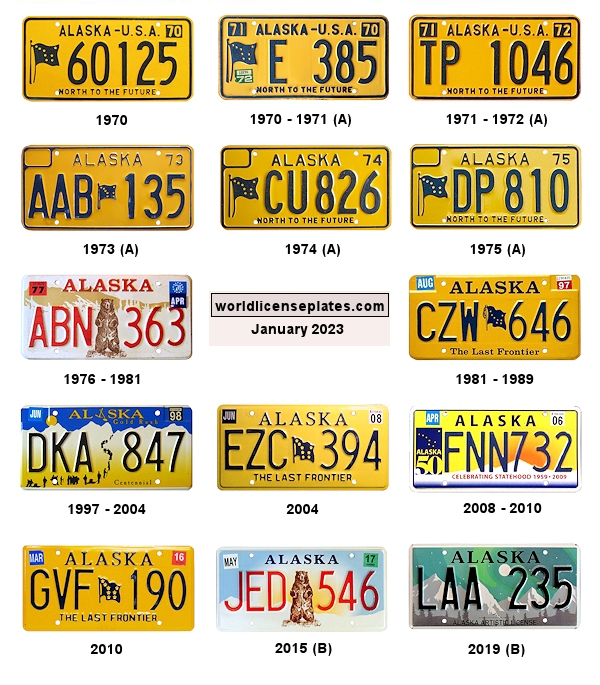 ALASKA-U.S.A. 70
60125
NORTH TO THE FUTURE
1970
71 ALASKA-U.S.A. 70
E 385
72
NORTH TO THE FUTURE
1970 - 1971 (A)
71 ALASKA-U.S.A. 72
TP 1046
NORTH TO THE FUTURE
1971 - 1972 (A)
ALASKA 73
AAB 135
1973 (A)
ALASKA 74
CU 826
NORTH TO THE FUTURE
1974 (A)
ALASKA 75
DP 810
NORTH TO THE FUTURE
1975 (A)
77 ALASKA
APR
ABN 363
1976 - 1981
worldlicenseplates.com
January 2023
AUG ALASKA 97
CZW 646
The Last Frontier
1981 - 1989
JUN ALASKA 98
Gold Rush
DKA 847
Centennial
1997 - 2004
JUN ALASKA 08
EZC 394
THE LAST FRONTIER
2004
APR ALASKA 06
ALASKA
50
FNN732
CELEBRATING STATEHOOD 1959 - 2009
2008 - 2010
MAR ALASKA 16
GVF 190
THE LAST FRONTIER
2010
MAY ALASKA 17
JED 546
2015 (B)
ALASKA
LAA 235
ALASKA ARTISTIC LICENSE
2019 (B)